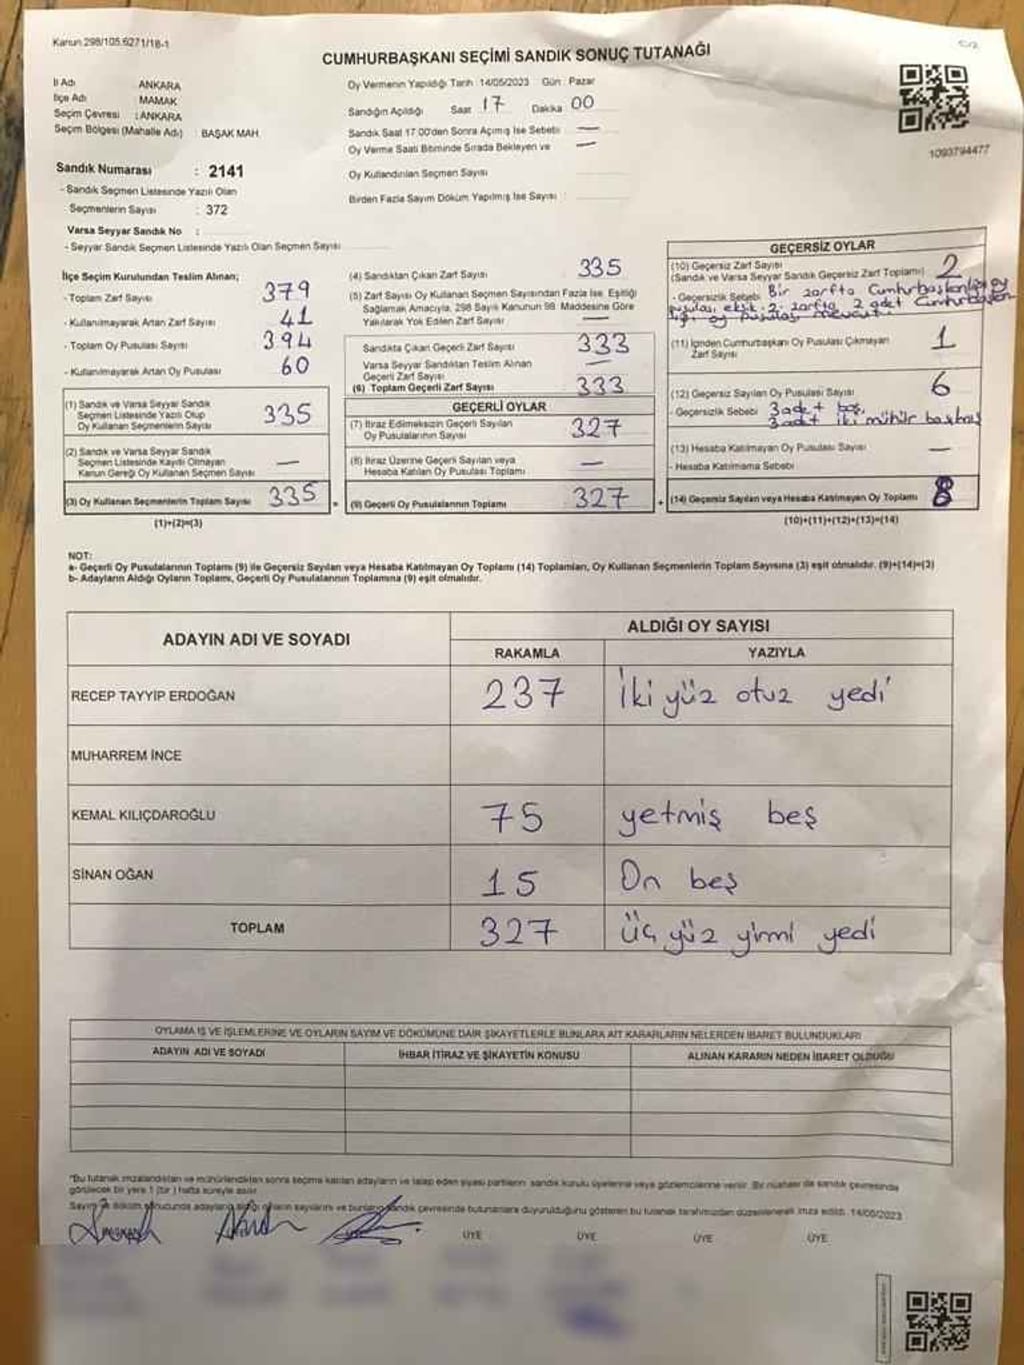 Kanun 298/105.6271/18-1
CUMHURBAŞKANI SEÇİMİ SANDIK SONUÇ TUTANAĞI
C/2
İl Adı ANKARA
İlçe Adı MAMAK
Seçim Çevresi : ANKARA
Seçim Bölgesi (Mahalle Adı) : BAŞAK MAH.
Oy Vermenin Yapıldığı Tarih : 14/05/2023 Gün : Pazar
Sandığın Açıldığı Saat 17 Dakika 00
Sandık Saat 17.00'den Sonra Açımış İse Sebebi —
Oy Verme Saati Bitiminde Sırada Bekleyen ve —
Oy Kullandırılan Seçmen Sayısı
Birden Fazla Sayım Döküm Yapılmış İse Sayısı :
1093794477
Sandık Numarası : 2141
- Sandık Seçmen Listesinde Yazılı Olan
Seçmenlerin Sayısı : 372
Varsa Seyyar Sandık No :
- Seyyar Sandık Seçmen Listesinde Yazılı Olan Seçmen Sayısı
İlçe Seçim Kurulundan Teslim Alınan;
- Toplam Zarf Sayısı 379
- Kullanılmayarak Artan Zarf Sayısı 41
- Toplam Oy Pusulası Sayısı 394
- Kullanılmayarak Artan Oy Pusulası 60
(1) Sandık ve Varsa Seyyar Sandık
Seçmen Listesinde Yazılı Olup
Oy Kullanan Seçmenlerin Sayısı 335
(2) Sandık ve Varsa Seyyar Sandık
Seçmen Listesinde Kaydı Olmayan
Kanun Gereği Oy Kullanan Seçmen Sayısı —
(3) Oy Kullanan Seçmenlerin Toplam Sayısı 335 =
(1)+(2)=(3)
(4) Sandıktan Çıkan Zarf Sayısı 335
(5) Zarf Sayısı Oy Kullanan Seçmen Sayısından Fazla İse, Eşitliği
Sağlamak Amacıyla, 298 Sayılı Kanunun 98. Maddesine Göre
Yakılarak Yok Edilen Zarf Sayısı —
Sandıkta Çıkan Geçerli Zarf Sayısı 333
Varsa Seyyar Sandıktan Teslim Alınan
Geçerli Zarf Sayısı —
(6) Toplam Geçerli Zarf Sayısı 333
GEÇERLİ OYLAR
(7) İtiraz Edilmeksizin Geçerli Sayılan
Oy Pusulalarının Sayısı 327
(8) İtiraz Üzerine Geçerli Sayılan veya
Hesaba Katılan Oy Pusulası Toplamı —
(9) Geçerli Oy Pusulalarının Toplamı 327 +
GEÇERSİZ OYLAR
(10) Geçersiz Zarf Sayısı
(Sandık ve Varsa Seyyar Sandık Geçersiz Zarf Toplamı) 2
- Geçersizlik Sebebi Bir zarfta Cumhurbaşkanlığı oy
pusulası eksik. 2. zarfta 2 adet Cumhurbaşkan
lığı oy pusulası mevcuttu
(11) İçinden Cumhurbaşkanı Oy Pusulası Çıkmayan
Zarf Sayısı 1
(12) Geçersiz Sayılan Oy Pusulası Sayısı 6
- Geçersizlik Sebebi 3 adet boş,
3 adet iki mühür
(13) Hesaba Katılmayan Oy Pusulası Sayısı —
- Hesaba Katılmama Sebebi
(14) Geçersiz Sayılan veya Hesaba Katılmayan Oy Toplamı 8
(10)+(11)+(12)+(13)=(14)
NOT:
a- Geçerli Oy Pusulalarının Toplamı (9) ile Geçersiz Sayılan veya Hesaba Katılmayan Oy Toplamı (14) Toplamları, Oy Kullanan Seçmenlerin Toplam Sayısına (3) eşit olmalıdır. (9)+(14)=(3)
b- Adayların Aldığı Oyların Toplamı, Geçerli Oy Pusulalarının Toplamına (9) eşit olmalıdır.
ADAYIN ADI VE SOYADI
ALDIĞI OY SAYISI
RAKAMLA YAZIYLA
RECEP TAYYİP ERDOĞAN 237 İki yüz otuz yedi
MUHARREM İNCE
KEMAL KILIÇDAROĞLU 75 yetmiş beş
SİNAN OĞAN 15 On beş
TOPLAM 327 üç yüz yirmi yedi
OYLAMA İŞ VE İŞLEMLERİNE VE OYLARIN SAYIM VE DÖKÜMÜNE DAİR ŞİKAYETLERLE BUNLARA AİT KARARLARIN NELERDEN İBARET BULUNDUKLARI
ADAYIN ADI VE SOYADI İHBAR İTİRAZ VE ŞİKAYETİN KONUSU ALINAN KARARIN NEDEN İBARET OLDUĞU
"Bu tutanak imzalandıktan ve mühürlendikten sonra seçime katılan adayların ve talep eden siyasi partilerin sandık kurulu üyelerine veya gözlemcilerine verilir. Bir nüshası da sandık çevresinde
görülecek bir yere 1 (bir) hafta süreyle asılır.
Sayım ve döküm sonucunda adayların aldığı oyların sayılarını ve bunların sandık çevresinde bulunanlara duyurulduğunu gösteren bu tutanak tarafımızdan düzenlenerek imza edildi. 14/05/2023
ÜYE ÜYE ÜYE ÜYE